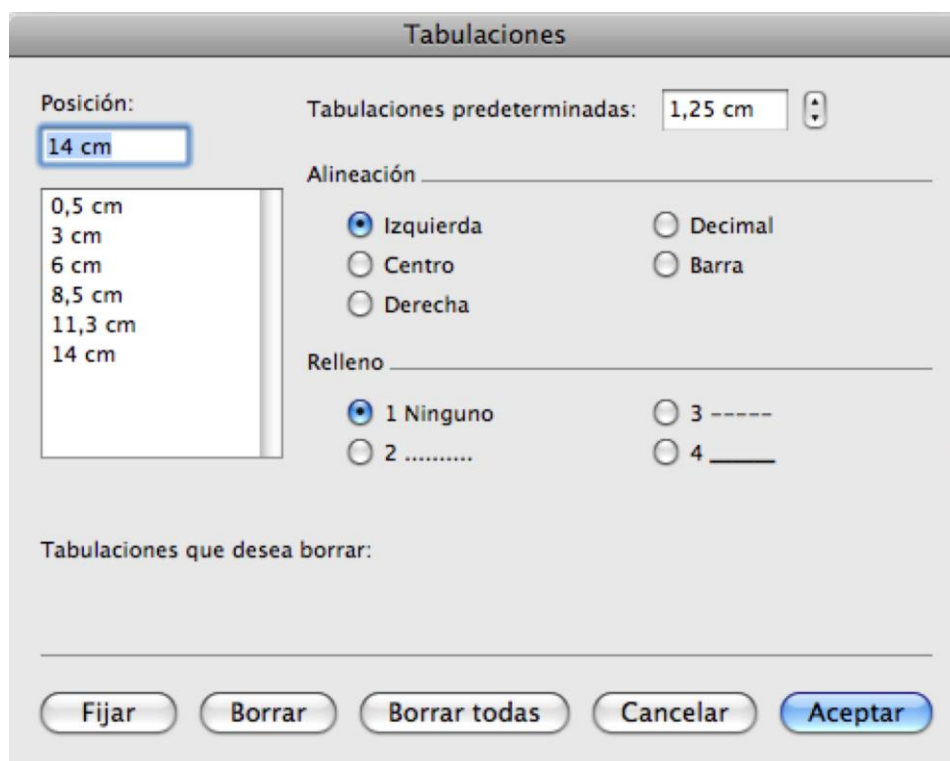 Tabulaciones
Posición:
14 cm
0,5 cm
3 cm
6 cm
8,5 cm
11,3 cm
14 cm
Tabulaciones predeterminadas: 1,25 cm
Alineación
Izquierda
Centro
Derecha
Decimal
Barra
Relleno
1 Ninguno
2 ..........
3 -----
4 _____
Tabulaciones que desea borrar:
Fijar Borrar Borrar todas Cancelar Aceptar